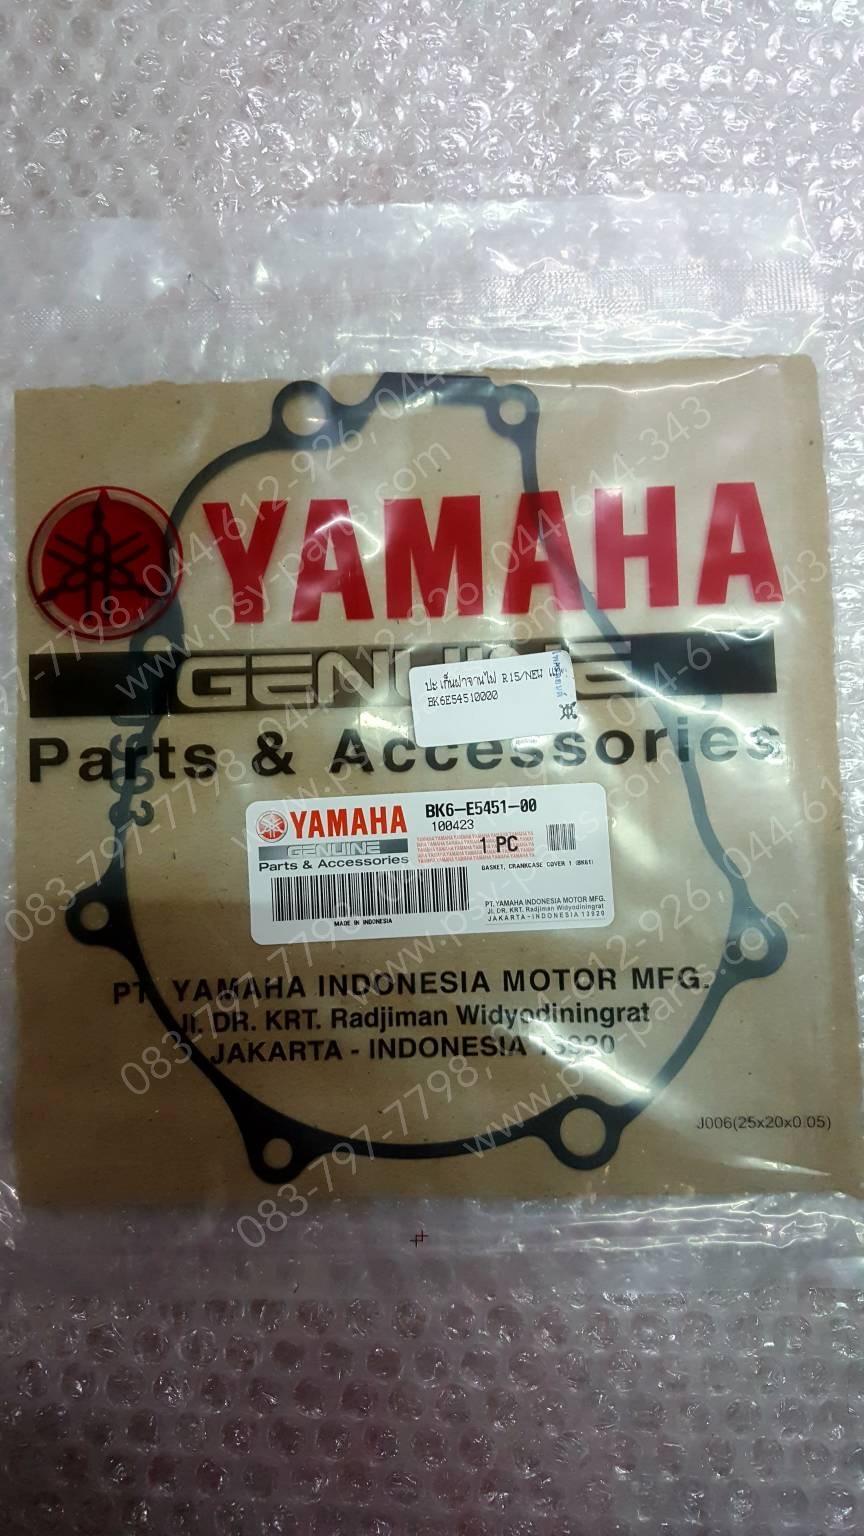 YAMAHA
GENUINE
Parts & Accessories
ปะเก็นฝาจานไฟ R15/NEW
BK6E54510000
YAMAHA
GENUINE
Parts & Accessories
BK6-E5451-00
100423
1 PC
GASKET, CRANKCASE COVER 1 (BK61)
MADE IN INDONESIA
PT. YAMAHA INDONESIA MOTOR MFG.
Jl. DR. KRT. Radjiman Widyodiningrat
JAKARTA - INDONESIA 13920
PT. YAMAHA INDONESIA MOTOR MFG.
Jl. DR. KRT. Radjiman Widyodiningrat
JAKARTA - INDONESIA 13920
J006(25x20x0.05)
083-797-7798, 044-612-926, 044-614-343
www.psy-parts.com